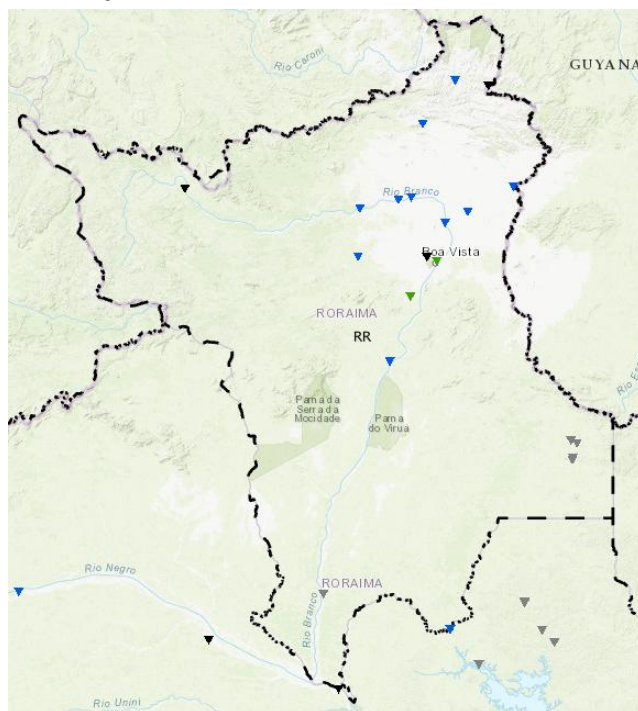 Rio Caroni
GUYANA
Rio Branco
Boa Vista
RORAIMA
RR
Parna da
Serra da
Mocidade
Parna
do Viruá
RORAIMA
Rio Negro
Rio Branco
Rio Unini